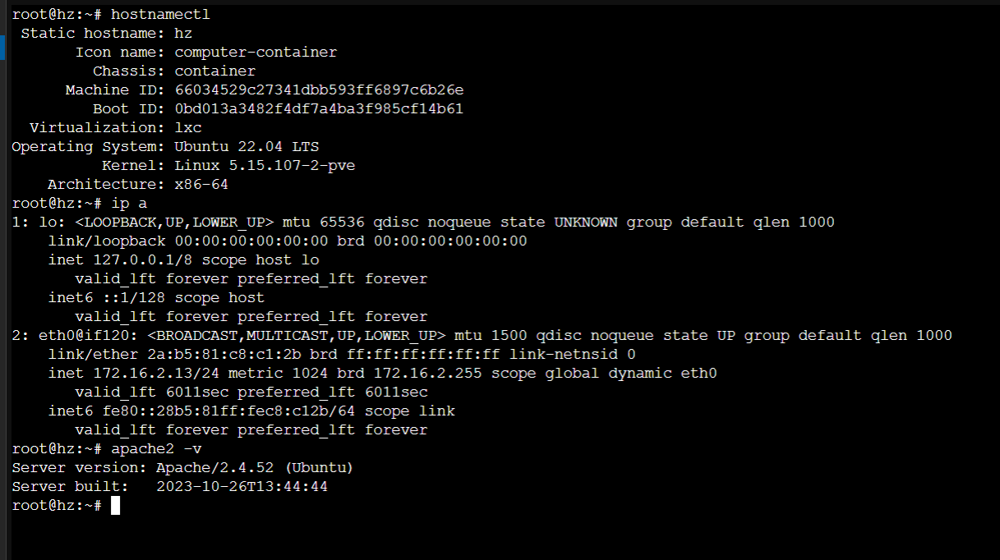 root@hz:~# hostnamectl
Static hostname: hz
Icon name: computer-container
Chassis: container
Machine ID: 66034529c27341dbb593ff6897c6b26e
Boot ID: 0bd013a3482f4df7a4ba3f985cf14b61
Virtualization: lxc
Operating System: Ubuntu 22.04 LTS
Kernel: Linux 5.15.107-2-pve
Architecture: x86-64
root@hz:~# ip a
1: lo: <LOOPBACK,UP,LOWER_UP> mtu 65536 qdisc noqueue state UNKNOWN group default qlen 1000
link/loopback 00:00:00:00:00:00 brd 00:00:00:00:00:00
inet 127.0.0.1/8 scope host lo
valid_lft forever preferred_lft forever
inet6 ::1/128 scope host
valid_lft forever preferred_lft forever
2: eth0@if120: <BROADCAST,MULTICAST,UP,LOWER_UP> mtu 1500 qdisc noqueue state UP group default qlen 1000
link/ether 2a:b5:81:c8:c1:2b brd ff:ff:ff:ff:ff:ff link-netnsid 0
inet 172.16.2.13/24 metric 1024 brd 172.16.2.255 scope global dynamic eth0
valid_lft 6011sec preferred_lft 6011sec
inet6 fe80::28b5:81ff:fec8:c12b/64 scope link
valid_lft forever preferred_lft forever
root@hz:~# apache2 -v
Server version: Apache/2.4.52 (Ubuntu)
Server built:   2023-10-26T13:44:44
root@hz:~#